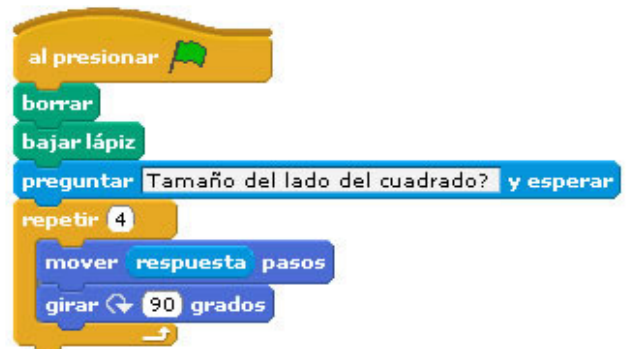 al presionar
borrar
bajar lápiz
preguntar Tamaño del lado del cuadrado? y esperar
repetir 4
mover respuesta pasos
girar 90 grados